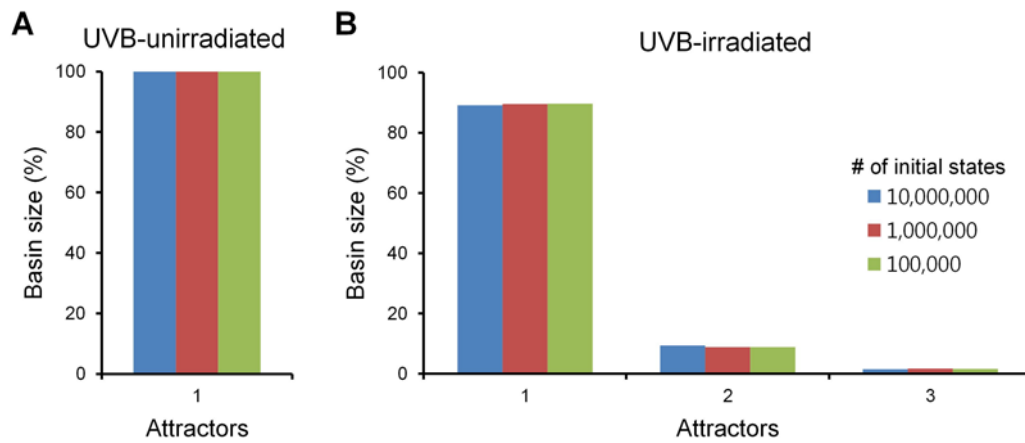 A
UVB-unirradiated
Basin size (%)
100
80
60
40
20
0
1
Attractors
B
UVB-irradiated
Basin size (%)
100
80
60
40
20
0
1
2
3
Attractors
# of initial states
10,000,000
1,000,000
100,000